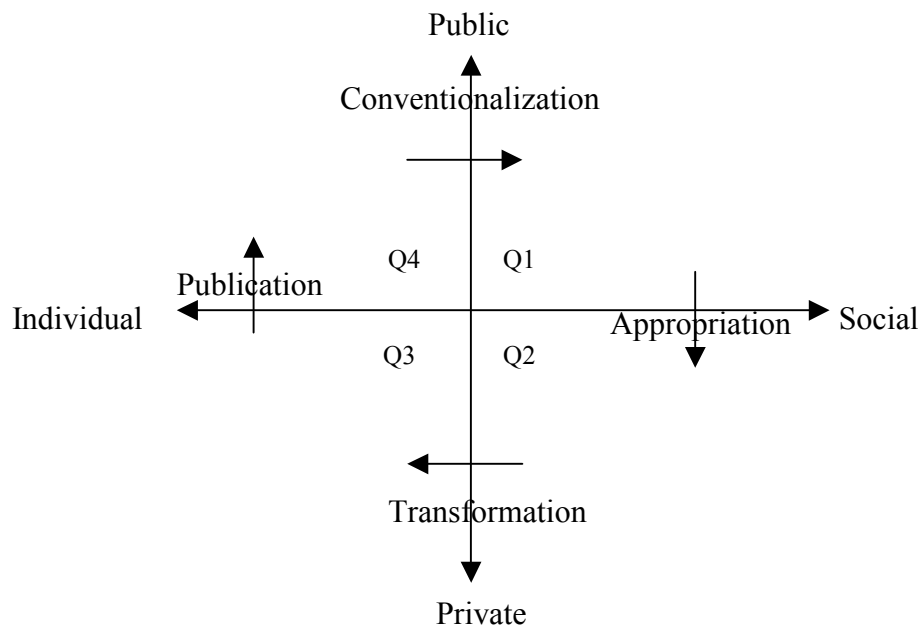 Public
Conventionalization
Q4 Q1
Publication
Individual
Appropriation
Social
Q3 Q2
Transformation
Private